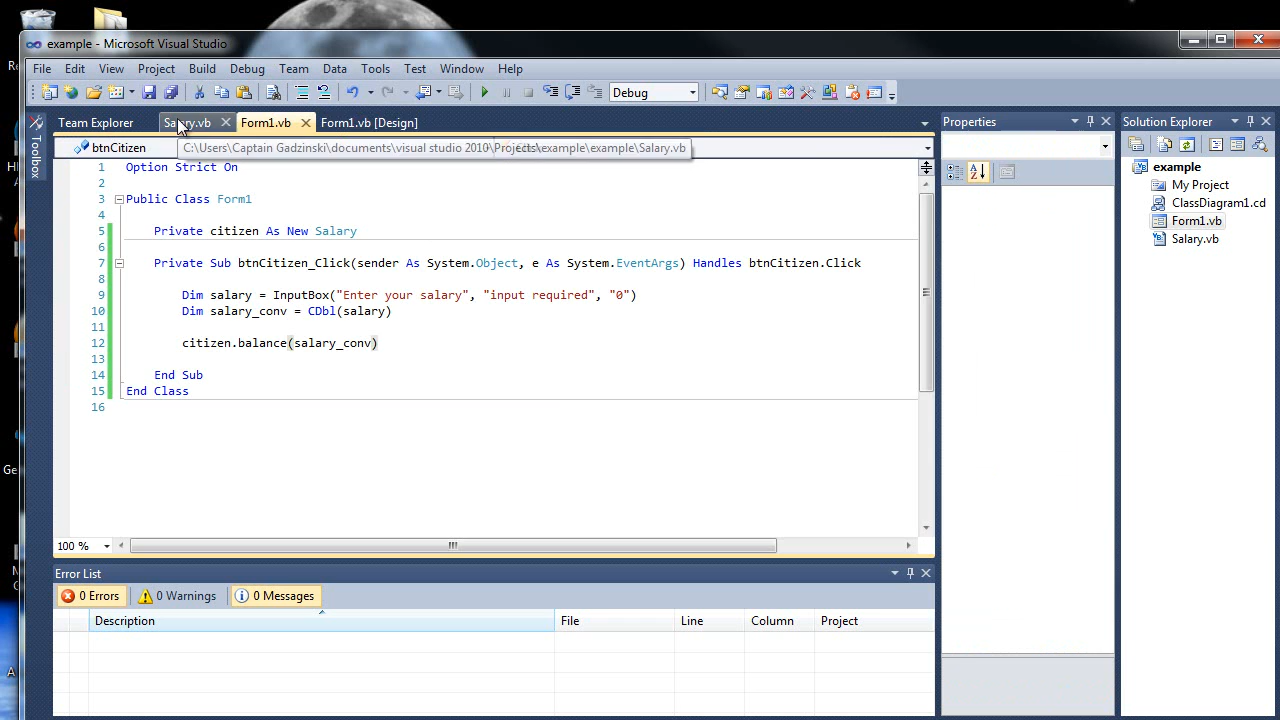 example - Microsoft Visual Studio
File Edit View Project Build Debug Team Data Tools Test Window Help
Debug
Team Explorer Salary.vb Form1.vb Form1.vb [Design]
btnCitizen
C:\Users\Captain Gadzinski\documents\visual studio 2010\Projects\example\example\Salary.vb
1 Option Strict On
2
3 Public Class Form1
4
5 Private citizen As New Salary
6
7 Private Sub btnCitizen_Click(sender As System.Object, e As System.EventArgs) Handles btnCitizen.Click
8
9 Dim salary = InputBox("Enter your salary", "input required", "0")
10 Dim salary_conv = CDbl(salary)
11
12 citizen.balance(salary_conv)
13
14 End Sub
15 End Class
16
100 %
Toolbox
Error List
0 Errors 0 Warnings 0 Messages
Description File Line Column Project
Properties
Solution Explorer
example
My Project
ClassDiagram1.cd
Form1.vb
Salary.vb